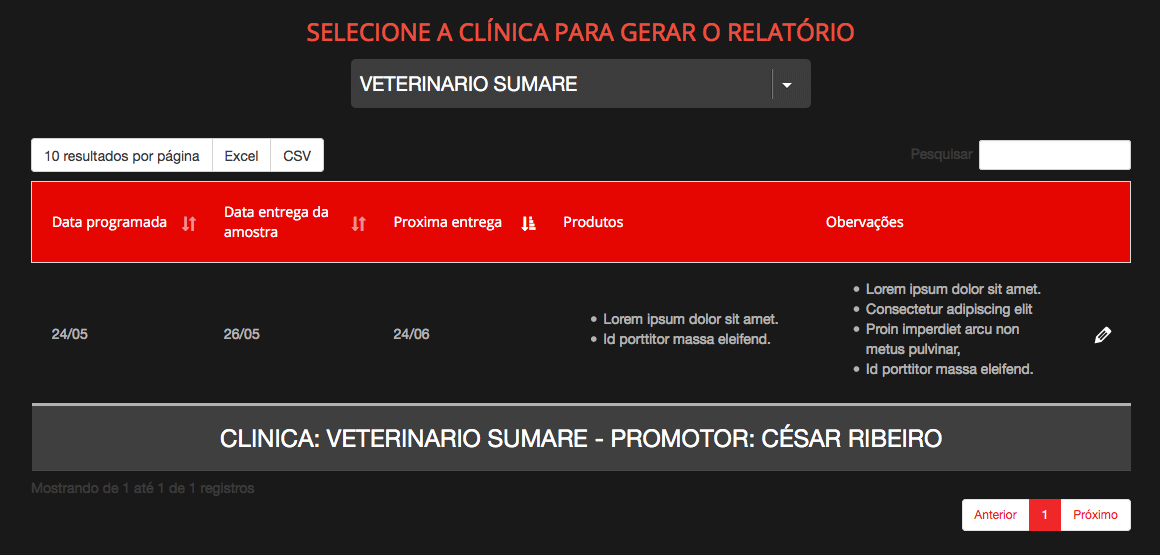 SELECIONE A CLÍNICA PARA GERAR O RELATÓRIO
VETERINARIO SUMARE
10 resultados por página Excel CSV
Pesquisar
Data programada
Data entrega da
amostra
Proxima entrega
Produtos
Obervações
24/05
26/05
24/06
• Lorem ipsum dolor sit amet.
• Id porttitor massa eleifend.
• Lorem ipsum dolor sit amet.
• Consectetur adipiscing elit
• Proin imperdiet arcu non
metus pulvinar,
• Id porttitor massa eleifend.
CLINICA: VETERINARIO SUMARE - PROMOTOR: CÉSAR RIBEIRO
Mostrando de 1 até 1 de 1 registros
Anterior 1 Próximo